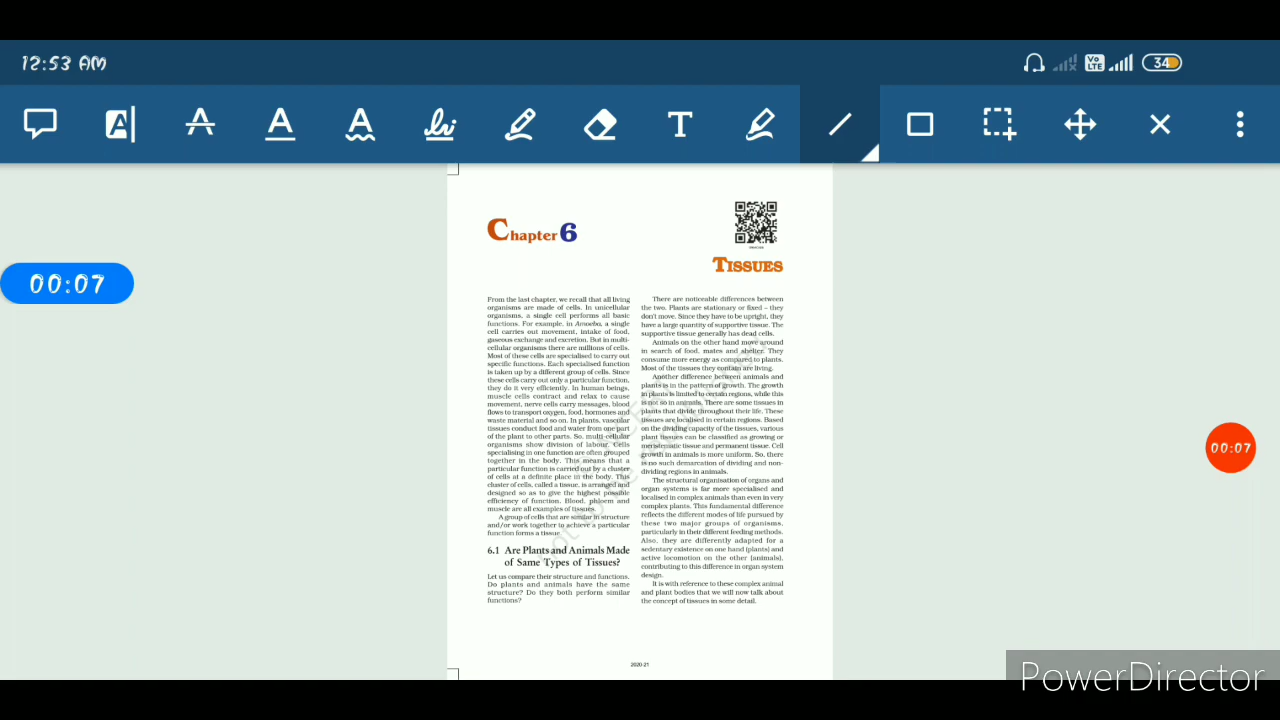 12:53 AM
Vo LTE
34
A
A
A
A
T
00:07
Chapter 6
TISSUES
From the last chapter, we recall that all living
organisms are made of cells. In unicellular
organisms, a single cell performs all basic
functions. For example, in Amoeba, a single
cell carries out movement, intake of food,
gaseous exchange and excretion. But in multi-
cellular organisms there are millions of cells.
Most of these cells are specialised to carry out
specific functions. Each specialised function
is taken up by a different group of cells. Since
these cells carry out only a particular function,
they do it very efficiently. In human beings,
muscle cells contract and relax to cause
movement, nerve cells carry messages, blood
flows to transport oxygen, food, hormones and
waste material and so on. In plants, vascular
tissues conduct food and water from one part
of the plant to other parts. So, multi-cellular
organisms show division of labour. Cells
specialising in one function are often grouped
together in the body. This means that a
particular function is carried out by a cluster
of cells at a definite place in the body. This
cluster of cells, called a tissue, is arranged and
designed so as to give the highest possible
efficiency of function. Blood, phloem and
muscle are all examples of tissues.
A group of cells that are similar in structure
and/or work together to achieve a particular
function forms a tissue.
6.1 Are Plants and Animals Made
of Same Types of Tissues?
Let us compare their structure and functions.
Do plants and animals have the same
structure? Do they both perform similar
functions?
There are noticeable differences between
the two. Plants are stationary or fixed – they
don't move. Since they have to be upright, they
have a large quantity of supportive tissue. The
supportive tissue generally has dead cells.
Animals on the other hand move around
in search of food, mates and shelter. They
consume more energy as compared to plants.
Most of the tissues they contain are living.
Another difference between animals and
plants is in the pattern of growth. The growth
in plants is limited to certain regions, while this
is not so in animals. There are some tissues in
plants that divide throughout their life. These
tissues are localised in certain regions. Based
on the dividing capacity of the tissues, various
plant tissues can be classified as growing or
meristematic tissue and permanent tissue. Cell
growth in animals is more uniform. So, there
is no such demarcation of dividing and non-
dividing regions in animals.
The structural organisation of organs and
organ systems is far more specialised and
localised in complex animals than even in very
complex plants. This fundamental difference
reflects the different modes of life pursued by
these two major groups of organisms,
particularly in their different feeding methods.
Also, they are differently adapted for a
sedentary existence on one hand (plants) and
active locomotion on the other (animals),
contributing to this difference in organ system
design.
It is with reference to these complex animal
and plant bodies that we will now talk about
the concept of tissues in some detail.
00:07
2020-21
PowerDirector